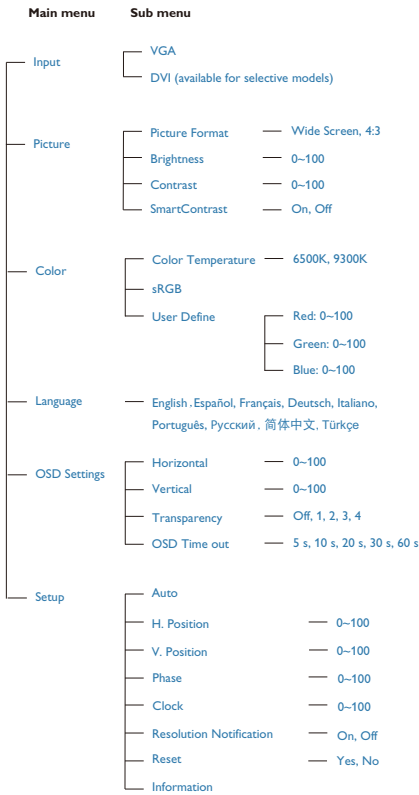 Main menu Sub menu
Input
VGA
DVI (available for selective models)
Picture
Picture Format Wide Screen, 4:3
Brightness 0~100
Contrast 0~100
SmartContrast On, Off
Color
Color Temperature 6500K, 9300K
sRGB
User Define
Red: 0~100
Green: 0~100
Blue: 0~100
Language
English, Español, Français, Deutsch, Italiano,
Português, Русский, 简体中文, Türkçe
OSD Settings
Horizontal 0~100
Vertical 0~100
Transparency Off, 1, 2, 3, 4
OSD Time out 5 s, 10 s, 20 s, 30 s, 60 s
Setup
Auto
H. Position 0~100
V. Position 0~100
Phase 0~100
Clock 0~100
Resolution Notification On, Off
Reset Yes, No
Information